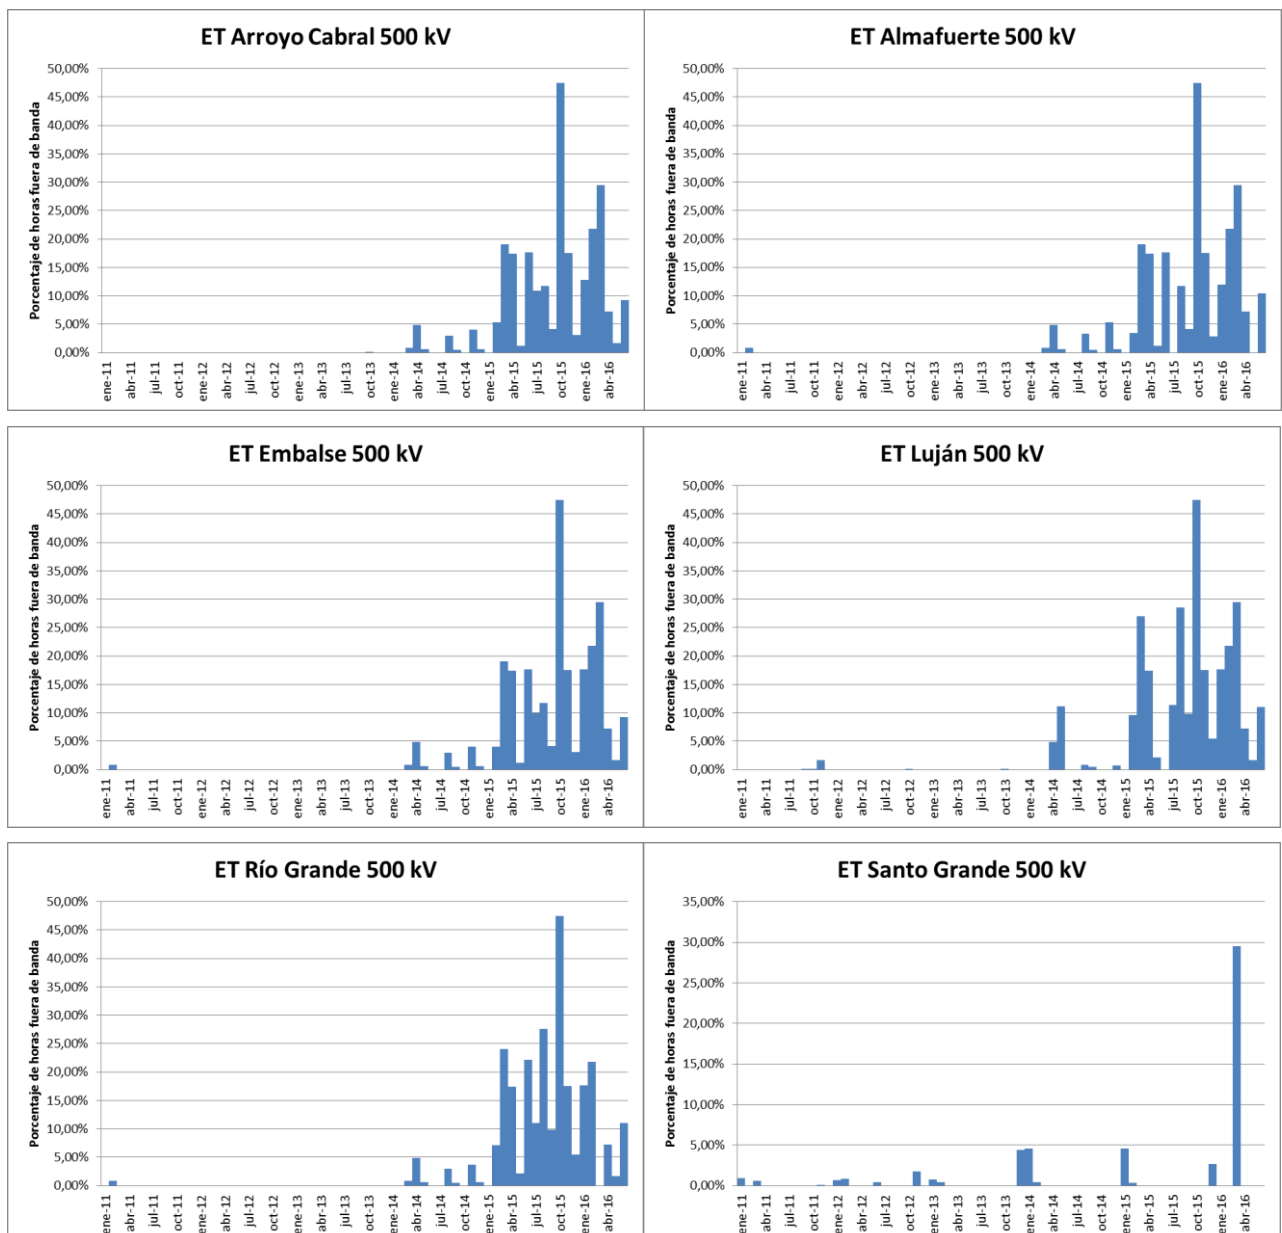 ET Arroyo Cabral 500 kV
Porcentaje de horas fuera de banda
50,00%
45,00%
40,00%
35,00%
30,00%
25,00%
20,00%
15,00%
10,00%
5,00%
0,00%
ene-11
abr-11
jul-11
oct-11
ene-12
abr-12
jul-12
oct-12
ene-13
abr-13
jul-13
oct-13
ene-14
abr-14
jul-14
oct-14
ene-15
abr-15
jul-15
oct-15
ene-16
abr-16
ET Almafuerte 500 kV
Porcentaje de horas fuera de banda
50,00%
45,00%
40,00%
35,00%
30,00%
25,00%
20,00%
15,00%
10,00%
5,00%
0,00%
ene-11
abr-11
jul-11
oct-11
ene-12
abr-12
jul-12
oct-12
ene-13
abr-13
jul-13
oct-13
ene-14
abr-14
jul-14
oct-14
ene-15
abr-15
jul-15
oct-15
ene-16
abr-16
ET Embalse 500 kV
Porcentaje de horas fuera de banda
50,00%
45,00%
40,00%
35,00%
30,00%
25,00%
20,00%
15,00%
10,00%
5,00%
0,00%
ene-11
abr-11
jul-11
oct-11
ene-12
abr-12
jul-12
oct-12
ene-13
abr-13
jul-13
oct-13
ene-14
abr-14
jul-14
oct-14
ene-15
abr-15
jul-15
oct-15
ene-16
abr-16
ET Luján 500 kV
Porcentaje de horas fuera de banda
50,00%
45,00%
40,00%
35,00%
30,00%
25,00%
20,00%
15,00%
10,00%
5,00%
0,00%
ene-11
abr-11
jul-11
oct-11
ene-12
abr-12
jul-12
oct-12
ene-13
abr-13
jul-13
oct-13
ene-14
abr-14
jul-14
oct-14
ene-15
abr-15
jul-15
oct-15
ene-16
abr-16
ET Río Grande 500 kV
Porcentaje de horas fuera de banda
50,00%
45,00%
40,00%
35,00%
30,00%
25,00%
20,00%
15,00%
10,00%
5,00%
0,00%
ene-11
abr-11
jul-11
oct-11
ene-12
abr-12
jul-12
oct-12
ene-13
abr-13
jul-13
oct-13
ene-14
abr-14
jul-14
oct-14
ene-15
abr-15
jul-15
oct-15
ene-16
abr-16
ET Santo Grande 500 kV
Porcentaje de horas fuera de banda
35,00%
30,00%
25,00%
20,00%
15,00%
10,00%
5,00%
0,00%
ene-11
abr-11
jul-11
oct-11
ene-12
abr-12
jul-12
oct-12
ene-13
abr-13
jul-13
oct-13
ene-14
abr-14
jul-14
oct-14
ene-15
abr-15
jul-15
oct-15
ene-16
abr-16